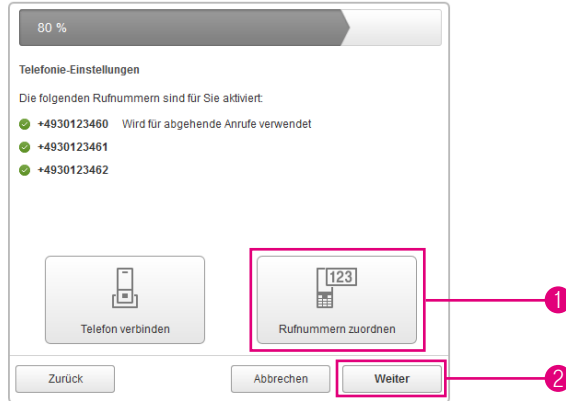 80 %
Telefonie-Einstellungen
Die folgenden Rufnummern sind für Sie aktiviert:
+4930123460 Wird für abgehende Anrufe verwendet
+4930123461
+4930123462
123
Telefon verbinden
Rufnummern zuordnen
1
Zurück
Abbrechen
Weiter
2